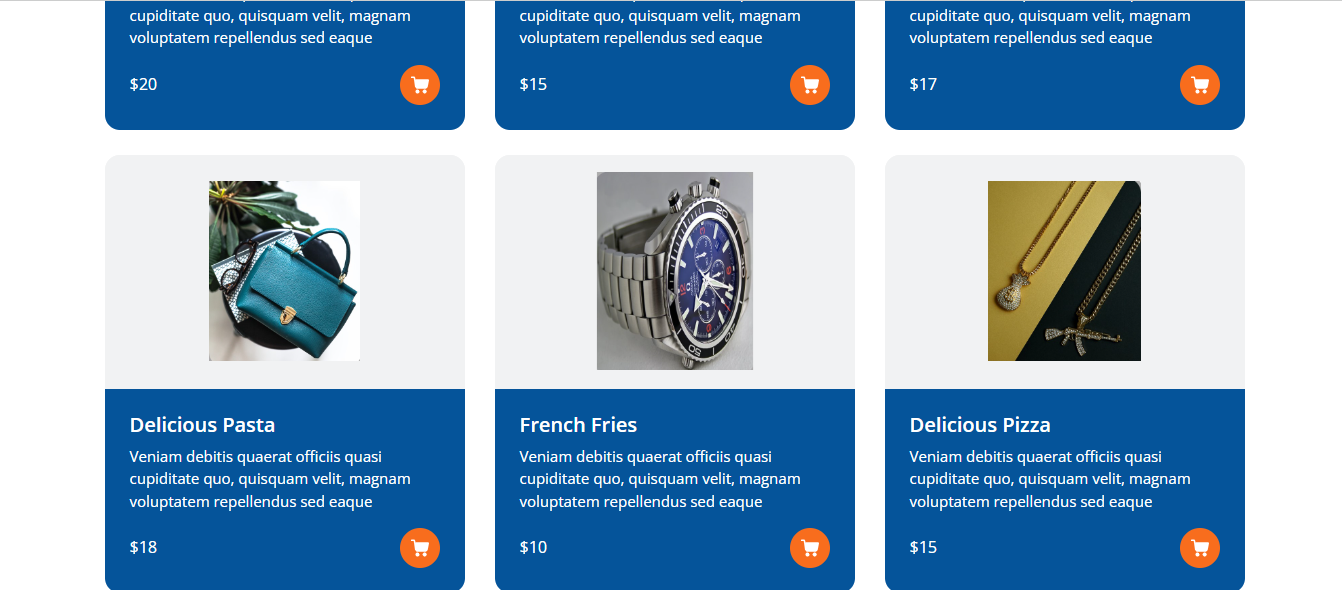 cupiditate quo, quisquam velit, magnam
voluptatem repellendus sed eaque
$20
cupiditate quo, quisquam velit, magnam
voluptatem repellendus sed eaque
$15
cupiditate quo, quisquam velit, magnam
voluptatem repellendus sed eaque
$17
Delicious Pasta
Veniam debitis quaerat officiis quasi
cupiditate quo, quisquam velit, magnam
voluptatem repellendus sed eaque
$18
French Fries
Veniam debitis quaerat officiis quasi
cupiditate quo, quisquam velit, magnam
voluptatem repellendus sed eaque
$10
Delicious Pizza
Veniam debitis quaerat officiis quasi
cupiditate quo, quisquam velit, magnam
voluptatem repellendus sed eaque
$15